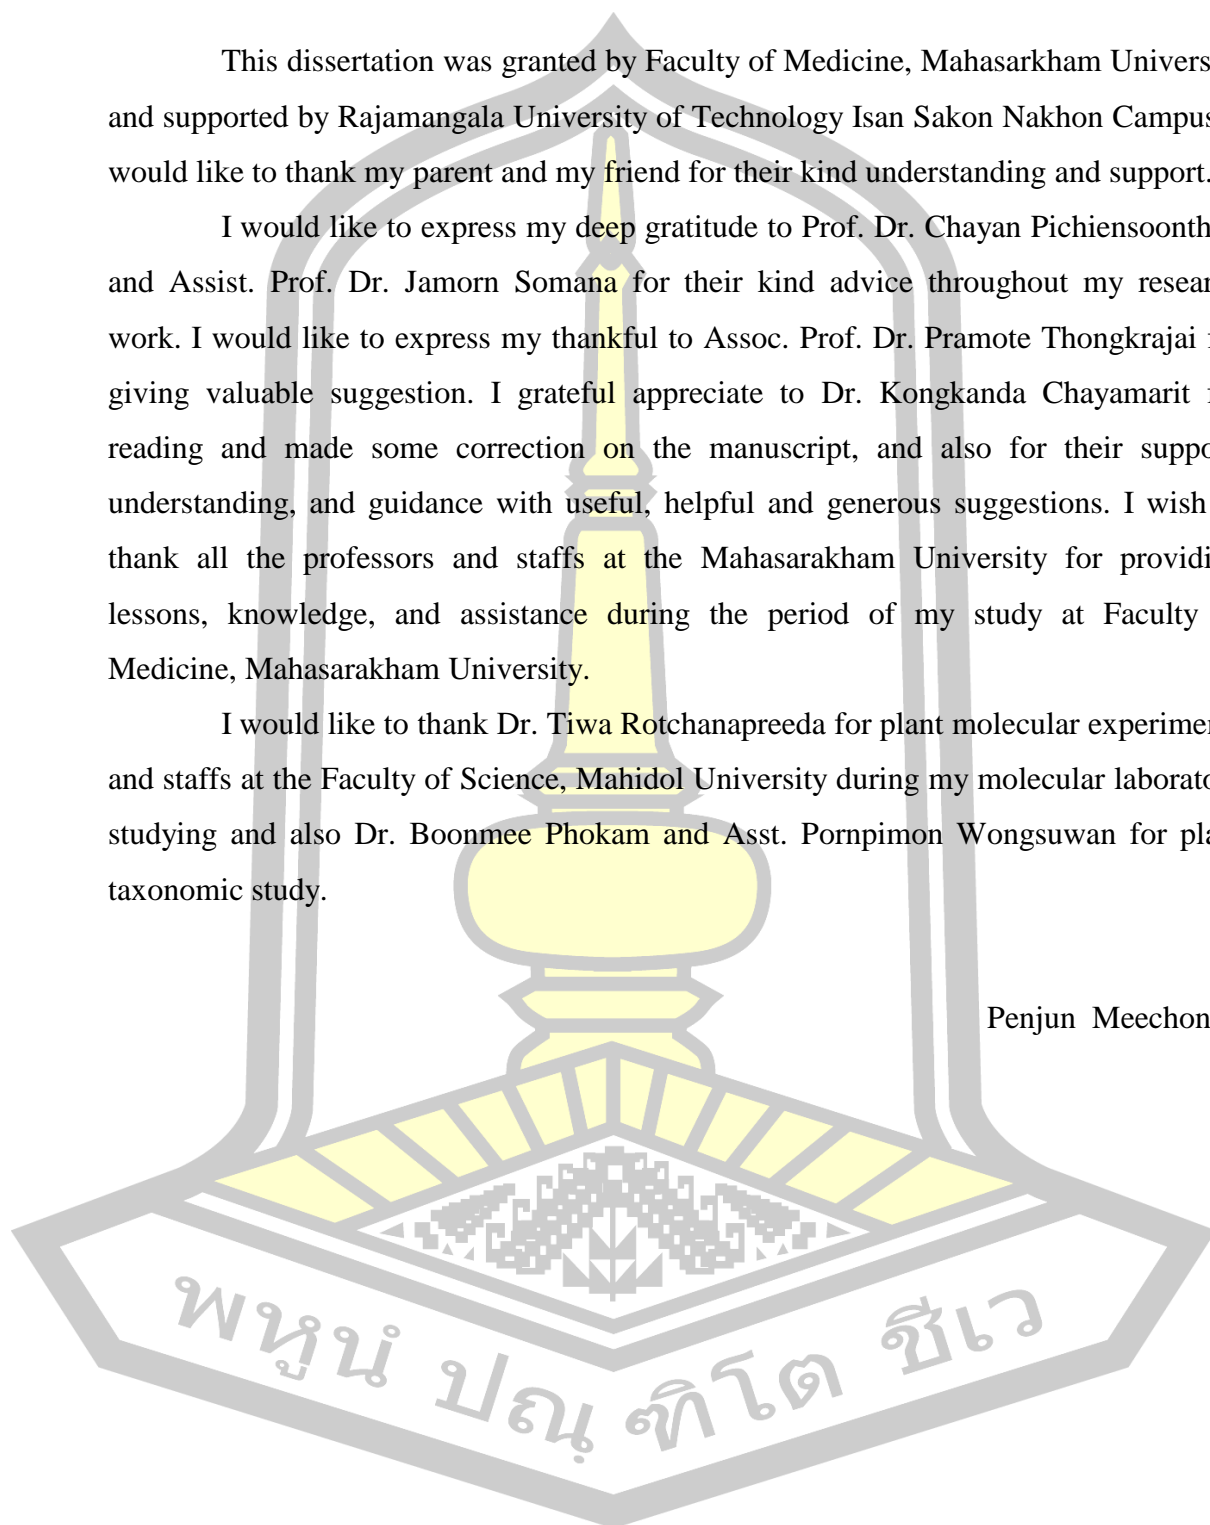 This dissertation was granted by Faculty of Medicine, Mahasarkham Univers
and supported by Rajamangala University of Technology Isan Sakon Nakhon Campus
would like to thank my parent and my friend for their kind understanding and support.
I would like to express my deep gratitude to Prof. Dr. Chayan Pichiensoonth
and Assist. Prof. Dr. Jamorn Somana for their kind advice throughout my resear
work. I would like to express my thankful to Assoc. Prof. Dr. Pramote Thongkrajai
giving valuable suggestion. I grateful appreciate to Dr. Kongkanda Chayamarit
reading and made some correction on the manuscript, and also for their suppo
understanding, and guidance with useful, helpful and generous suggestions. I wish
thank all the professors and staffs at the Mahasarakham University for providi
lessons, knowledge, and assistance during the period of my study at Faculty
Medicine, Mahasarakham University.
I would like to thank Dr. Tiwa Rotchanapreeda for plant molecular experimen
and staffs at the Faculty of Science, Mahidol University during my molecular laborato
studying and also Dr. Boonmee Phokam and Asst. Pornpimon Wongsuwan for pla
taxonomic study.
Penjun Meechon
พหูนํ ปณฺ ฑิโต ชีเว